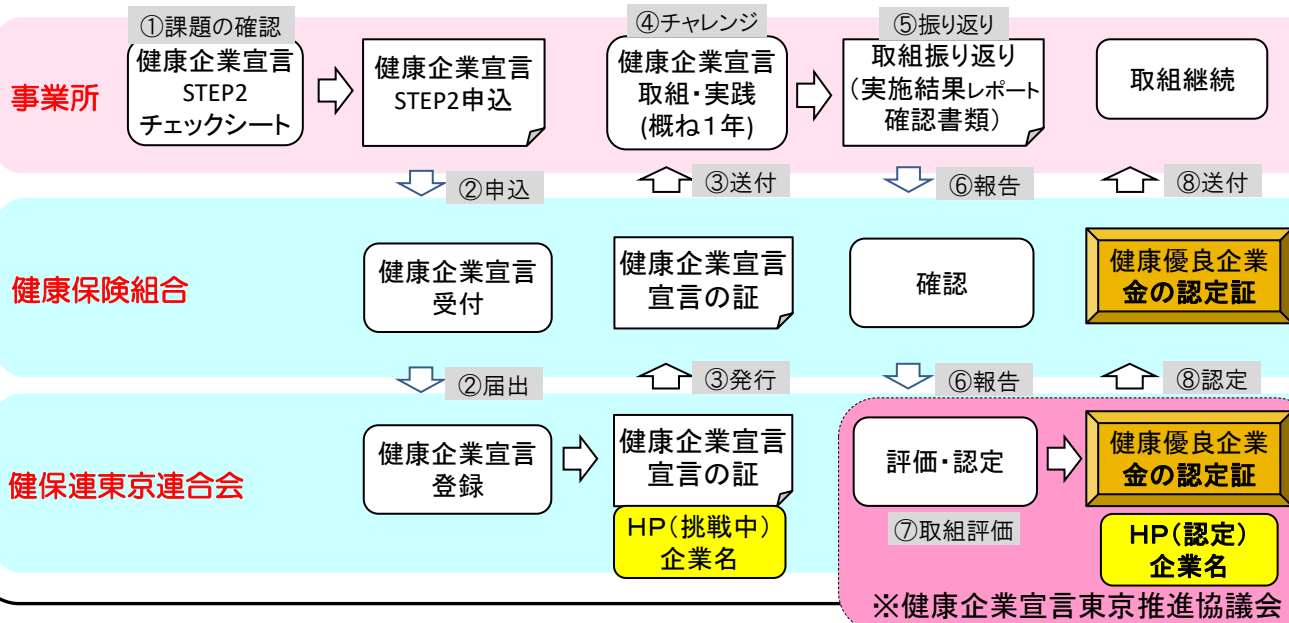 ①課題の確認
健康企業宣言
STEP2
チェックシート
健康企業宣言
STEP2申込
④チャレンジ
健康企業宣言
取組・実践
(概ね１年)
⑤振り返り
取組振り返り
（実施結果レポート
確認書類）
取組継続
事業所
②申込
③送付
⑥報告
⑧送付
健康保険組合
健康企業宣言
受付
健康企業宣言
宣言の証
確認
健康優良企業
金の認定証
②届出
③発行
⑥報告
⑧認定
健保連東京連合会
健康企業宣言
登録
健康企業宣言
宣言の証
ＨＰ（挑戦中）
企業名
評価・認定
⑦取組評価
健康優良企業
金の認定証
ＨＰ（認定）
企業名
※健康企業宣言東京推進協議会